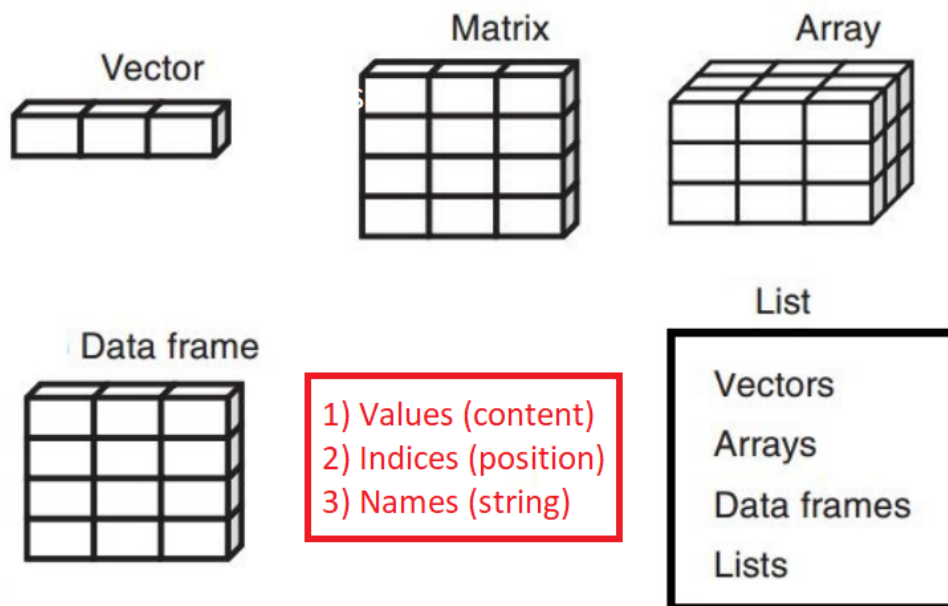 Vector
Matrix
s
Array
Data frame
1) Values (content)
2) Indices (position)
3) Names (string)
List
Vectors
Arrays
Data frames
Lists